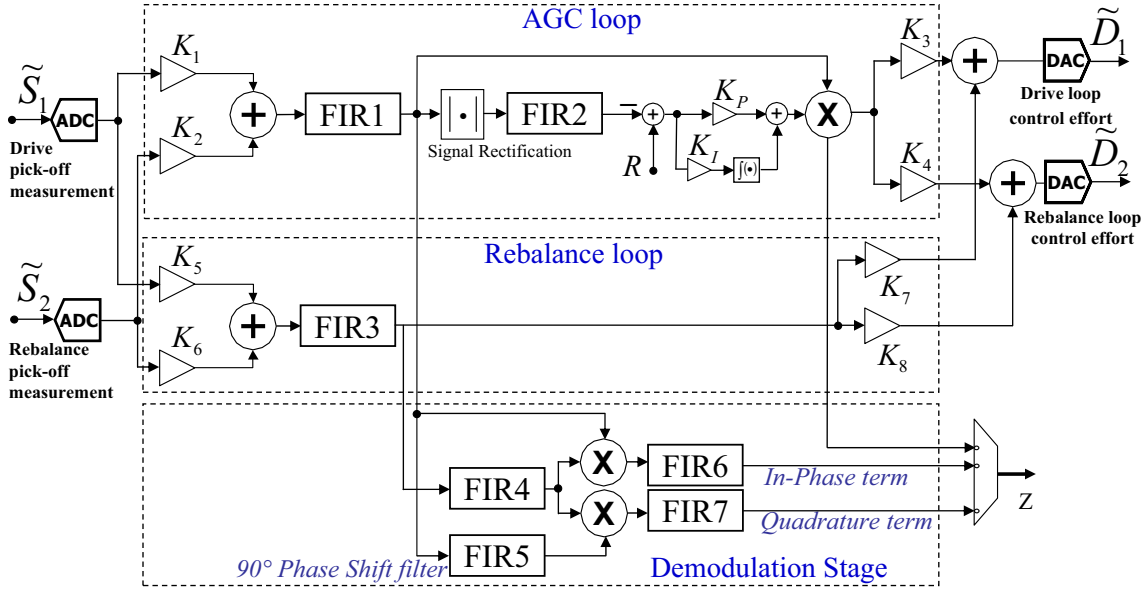 AGC loop
K1
K2
S̃1
ADC
Drive
pick-off
measurement
+
FIR1
| • |
Signal Rectification
FIR2
−
+
R
KP
KI
∫(•)
+
X
K3
K4
+
DAC
D̃1
Drive loop
control effort
+
DAC
D̃2
Rebalance loop
control effort
Rebalance loop
K5
K6
S̃2
ADC
Rebalance
pick-off
measurement
+
FIR3
K7
K8
X
FIR6
In-Phase term
FIR4
X
FIR7
Quadrature term
Z
FIR5
90° Phase Shift filter
Demodulation Stage